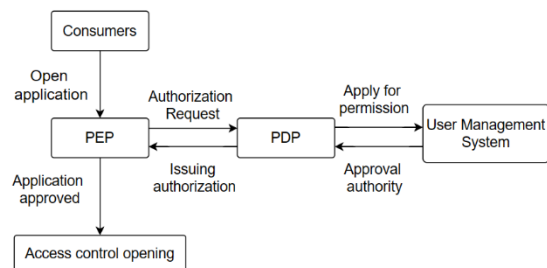 Consumers
Open
application
Authorization
Request
Apply for
permission
PEP
PDP
User Management
System
Issuing
authorization
Approval
authority
Application
approved
Access control opening